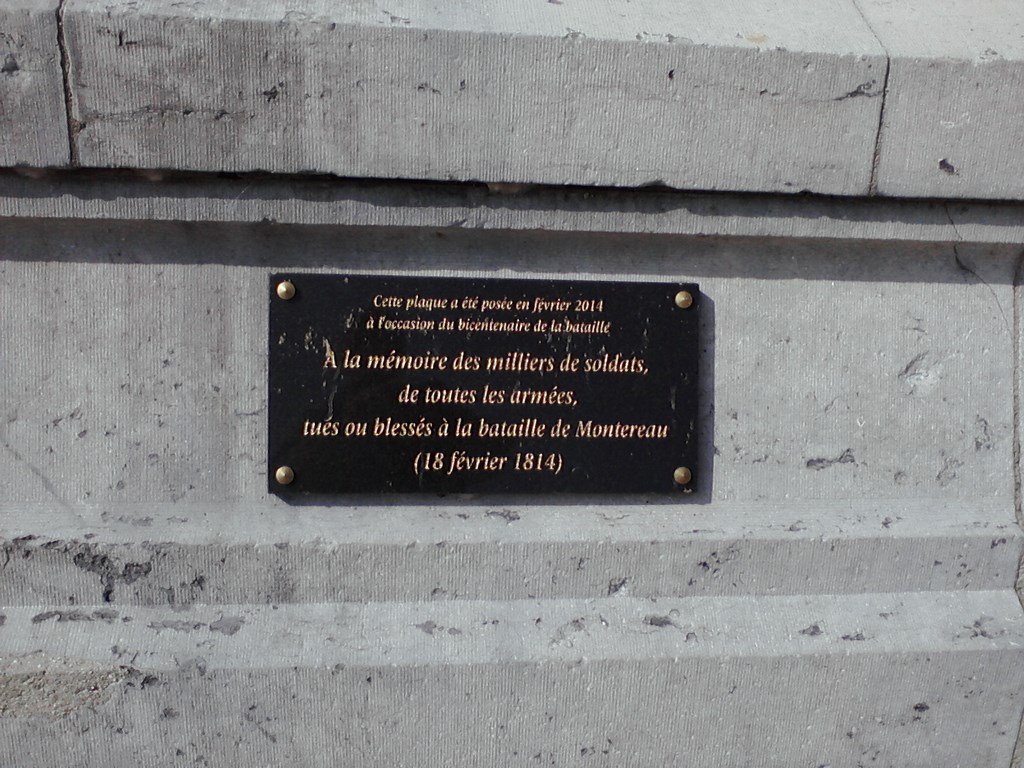 Cette plaque a été posée en février 2014
à l'occasion du bicentenaire de la bataille
A la mémoire des milliers de soldats,
de toutes les armées,
tués ou blessés à la bataille de Montereau
(18 février 1814)